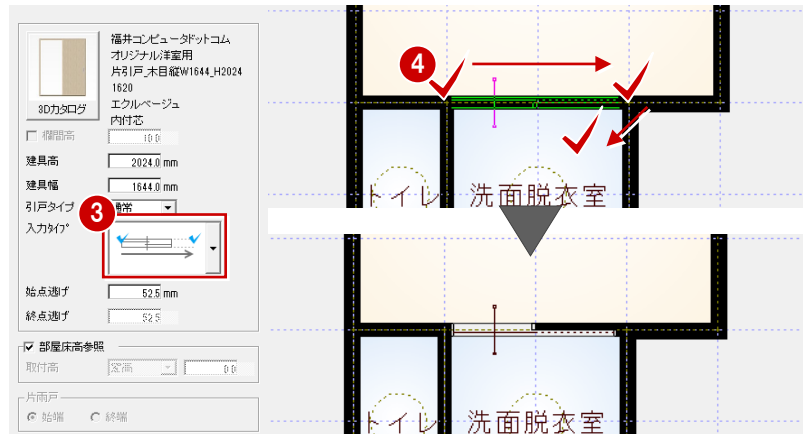 福井コンピュータドットコム
オリジナル洋室用
片引戸_木目縦W1644_H2024
1620
エクルベージュ
内付芯
3Dカタログ
欄間高 10.0
建具高 2024.0 mm
建具幅 1644.0 mm
引戸タイプ 通常
3
入力ﾀｲﾌﾟ
始点逃げ 52.5 mm
終点逃げ 52.5
部屋床高参照
取付高 窓高 0.0
片雨戸
始端 終端
4
トイレ 洗面脱衣室
トイレ 洗面脱衣室